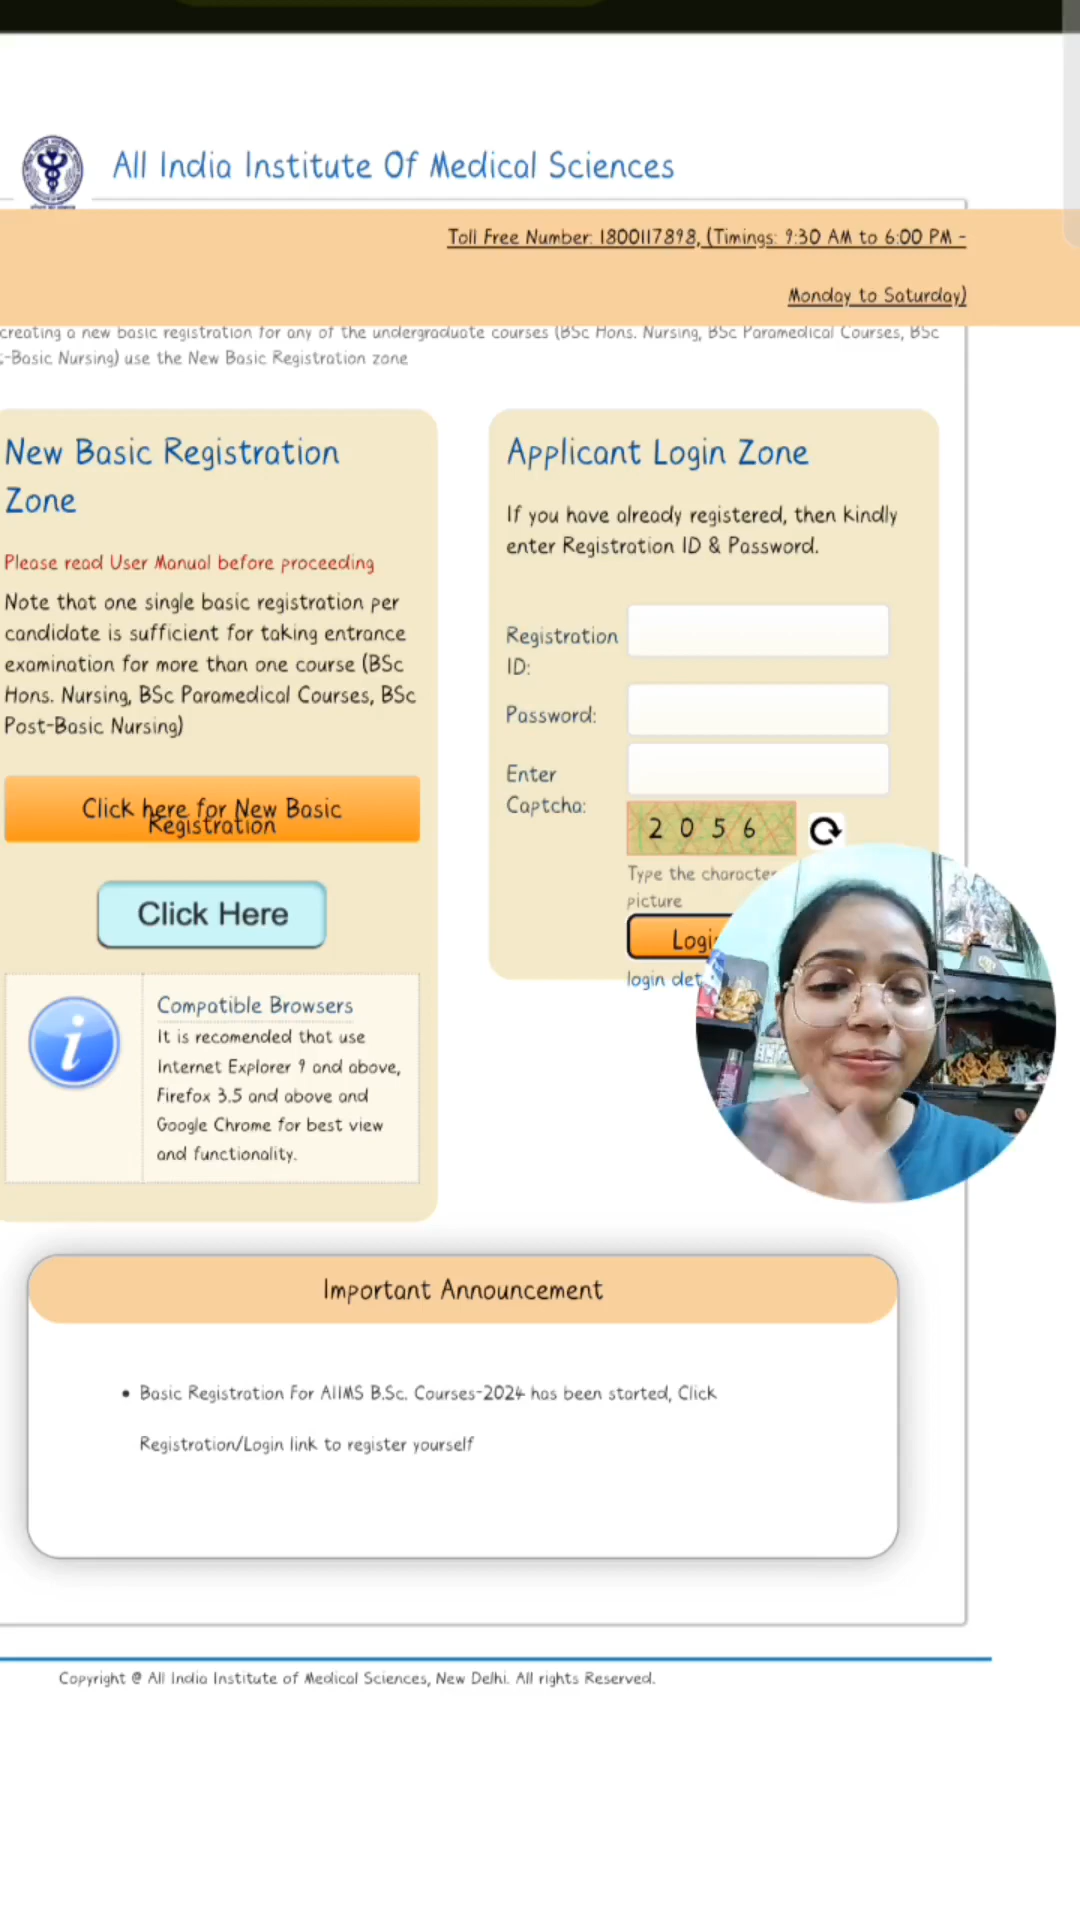 All India Institute Of Medical Sciences
Toll Free Number: 1800117898, (Timings: 9:30 AM to 6:00 PM -
Monday to Saturday)
creating a new basic registration for any of the undergraduate courses (BSc Hons. Nursing, BSc Paramedical Courses, BSc
-Basic Nursing) use the New Basic Registration zone
New Basic Registration
Zone
Please read User Manual before proceeding
Note that one single basic registration per
candidate is sufficient for taking entrance
examination for more than one course (BSc
Hons. Nursing, BSc Paramedical Courses, BSc
Post-Basic Nursing)
Click here for New Basic
Registration
Click Here
Compatible Browsers
It is recomended that use
Internet Explorer 9 and above,
Firefox 3.5 and above and
Google Chrome for best view
and functionality.
Applicant Login Zone
If you have already registered, then kindly
enter Registration ID & Password.
Registration
ID:
Password:
Enter
Captcha:
2 0 5 6
Type the
picture
login
Important Announcement
• Basic Registration For AIIMS B.Sc. Courses-2024 has been started, Click
Registration/Login link to register yourself
Copyright @ All India Institute of Medical Sciences, New Delhi. All rights Reserved.